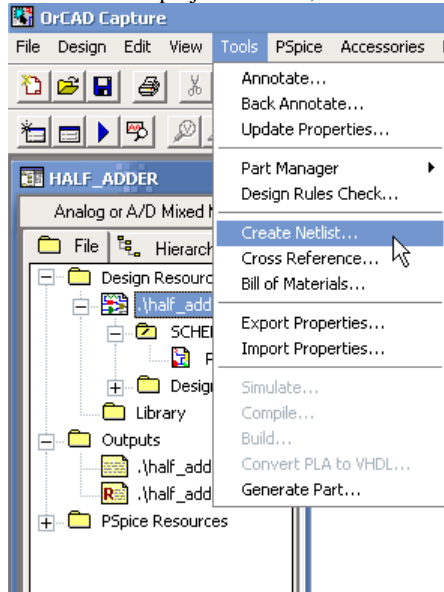 OrCAD Capture
File Design Edit View Tools PSpice Accessories
Annotate...
Back Annotate...
Update Properties...
Part Manager
Design Rules Check...
Create Netlist...
Cross Reference...
Bill of Materials...
Export Properties...
Import Properties...
Simulate...
Compile...
Build...
Convert PLA to VHDL...
Generate Part...
HALF_ADDER
Analog or A/D Mixed
File Hierarch
Design Resourc
.\half_add
SCHE
Desig
Library
Outputs
.\half_add
.\half_add
PSpice Resources